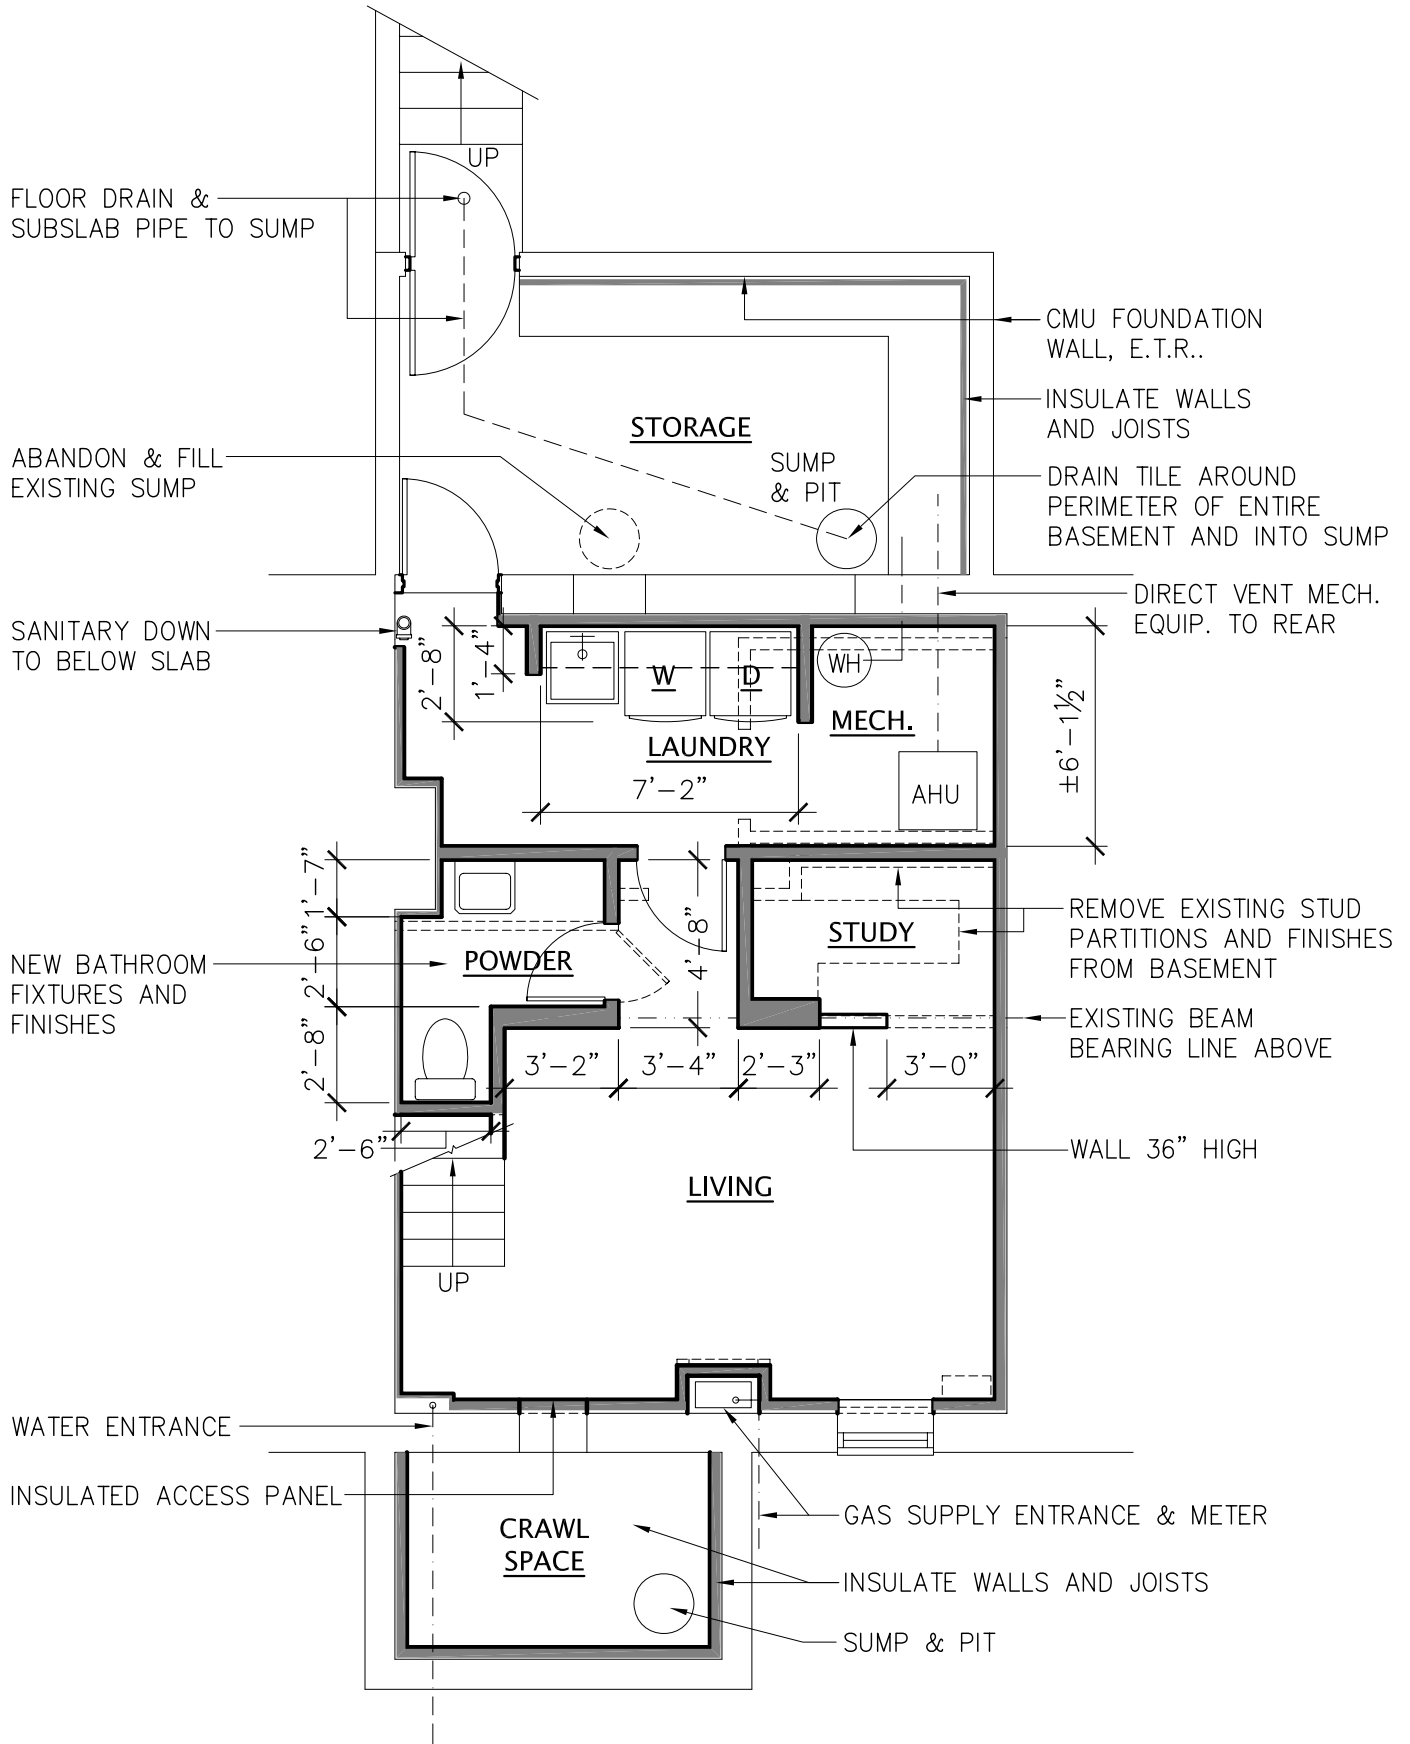 UP
FLOOR DRAIN &
SUBSLAB PIPE TO SUMP
CMU FOUNDATION
WALL, E.T.R..
INSULATE WALLS
AND JOISTS
STORAGE
ABANDON & FILL
EXISTING SUMP
SUMP
& PIT
DRAIN TILE AROUND
PERIMETER OF ENTIRE
BASEMENT AND INTO SUMP
DIRECT VENT MECH.
EQUIP. TO REAR
SANITARY DOWN
TO BELOW SLAB
2'-8"
1'-4"
W
D
WH
MECH.
LAUNDRY
7'-2"
AHU
±6'-1½"
1'-7"
2'-6"
2'-8"
4'-8"
STUDY
POWDER
REMOVE EXISTING STUD
PARTITIONS AND FINISHES
FROM BASEMENT
NEW BATHROOM
FIXTURES AND
FINISHES
EXISTING BEAM
BEARING LINE ABOVE
3'-2"
3'-4"
2'-3"
3'-0"
2'-6"
WALL 36" HIGH
LIVING
UP
WATER ENTRANCE
INSULATED ACCESS PANEL
GAS SUPPLY ENTRANCE & METER
CRAWL
SPACE
INSULATE WALLS AND JOISTS
SUMP & PIT